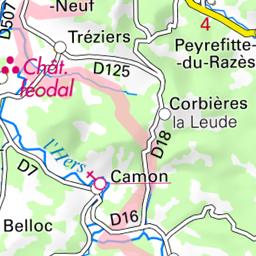 -Neuf
D507
Tréziers
4
Peyrefitte-
-du-Razès
Chât.
féodal
D125
Corbières
la Leude
D18
l'Hers
D7
Camon
Belloc
D16